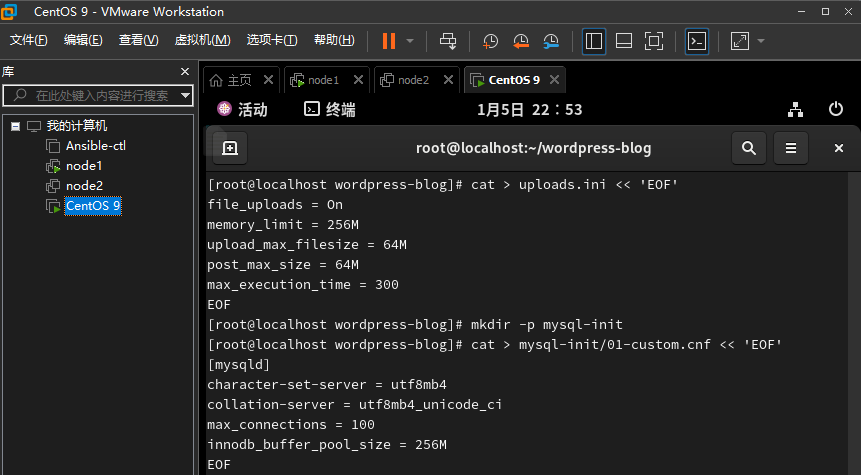 CentOS 9 - VMware Workstation
文件(F) 编辑(E) 查看(V) 虚拟机(M) 选项卡(T) 帮助(H)
库
在此处键入内容进行搜索
我的计算机
Ansible-ctl
node1
node2
CentOS 9
主页 node1 node2 CentOS 9
活动 终端 1月5日 22：53
root@localhost:~/wordpress-blog
[root@localhost wordpress-blog]# cat > uploads.ini << 'EOF'
file_uploads = On
memory_limit = 256M
upload_max_filesize = 64M
post_max_size = 64M
max_execution_time = 300
EOF
[root@localhost wordpress-blog]# mkdir -p mysql-init
[root@localhost wordpress-blog]# cat > mysql-init/01-custom.cnf << 'EOF'
[mysqld]
character-set-server = utf8mb4
collation-server = utf8mb4_unicode_ci
max_connections = 100
innodb_buffer_pool_size = 256M
EOF